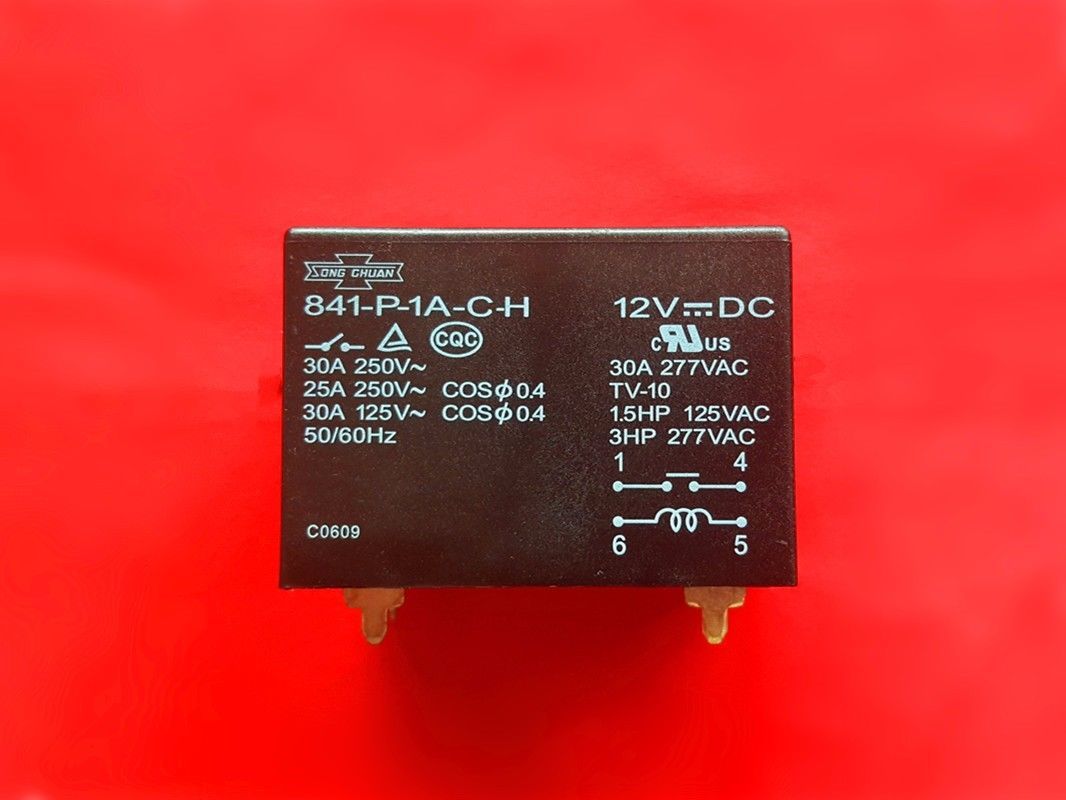 SONG CHUAN
841-P-1A-C-H
CQC
30A 250V~
25A 250V~ COSϕ0.4
30A 125V~ COSϕ0.4
50/60Hz
C0609
12V⎓DC
cRUus
30A 277VAC
TV-10
1.5HP 125VAC
3HP 277VAC
1 4
6 5